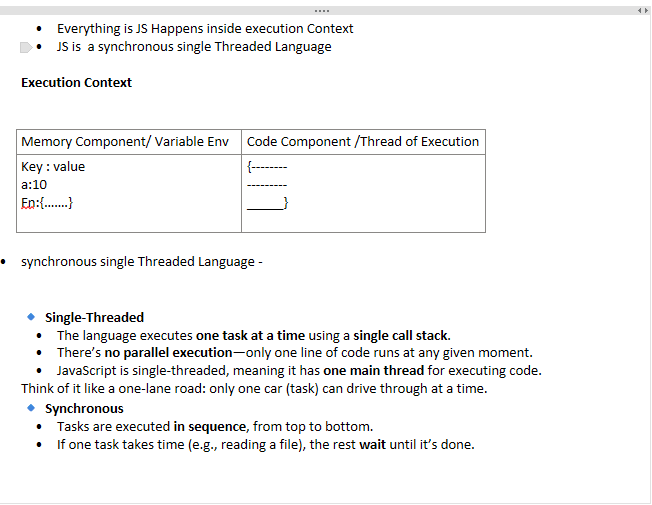 • Everything is JS Happens inside execution Context
• JS is a synchronous single Threaded Language
Execution Context
Memory Component/ Variable Env Code Component /Thread of Execution
Key : value {--------
a:10 ---------
En:{.......} ______}
• synchronous single Threaded Language -
🔹 Single-Threaded
• The language executes one task at a time using a single call stack.
• There's no parallel execution—only one line of code runs at any given moment.
• JavaScript is single-threaded, meaning it has one main thread for executing code.
Think of it like a one-lane road: only one car (task) can drive through at a time.
🔹 Synchronous
• Tasks are executed in sequence, from top to bottom.
• If one task takes time (e.g., reading a file), the rest wait until it's done.